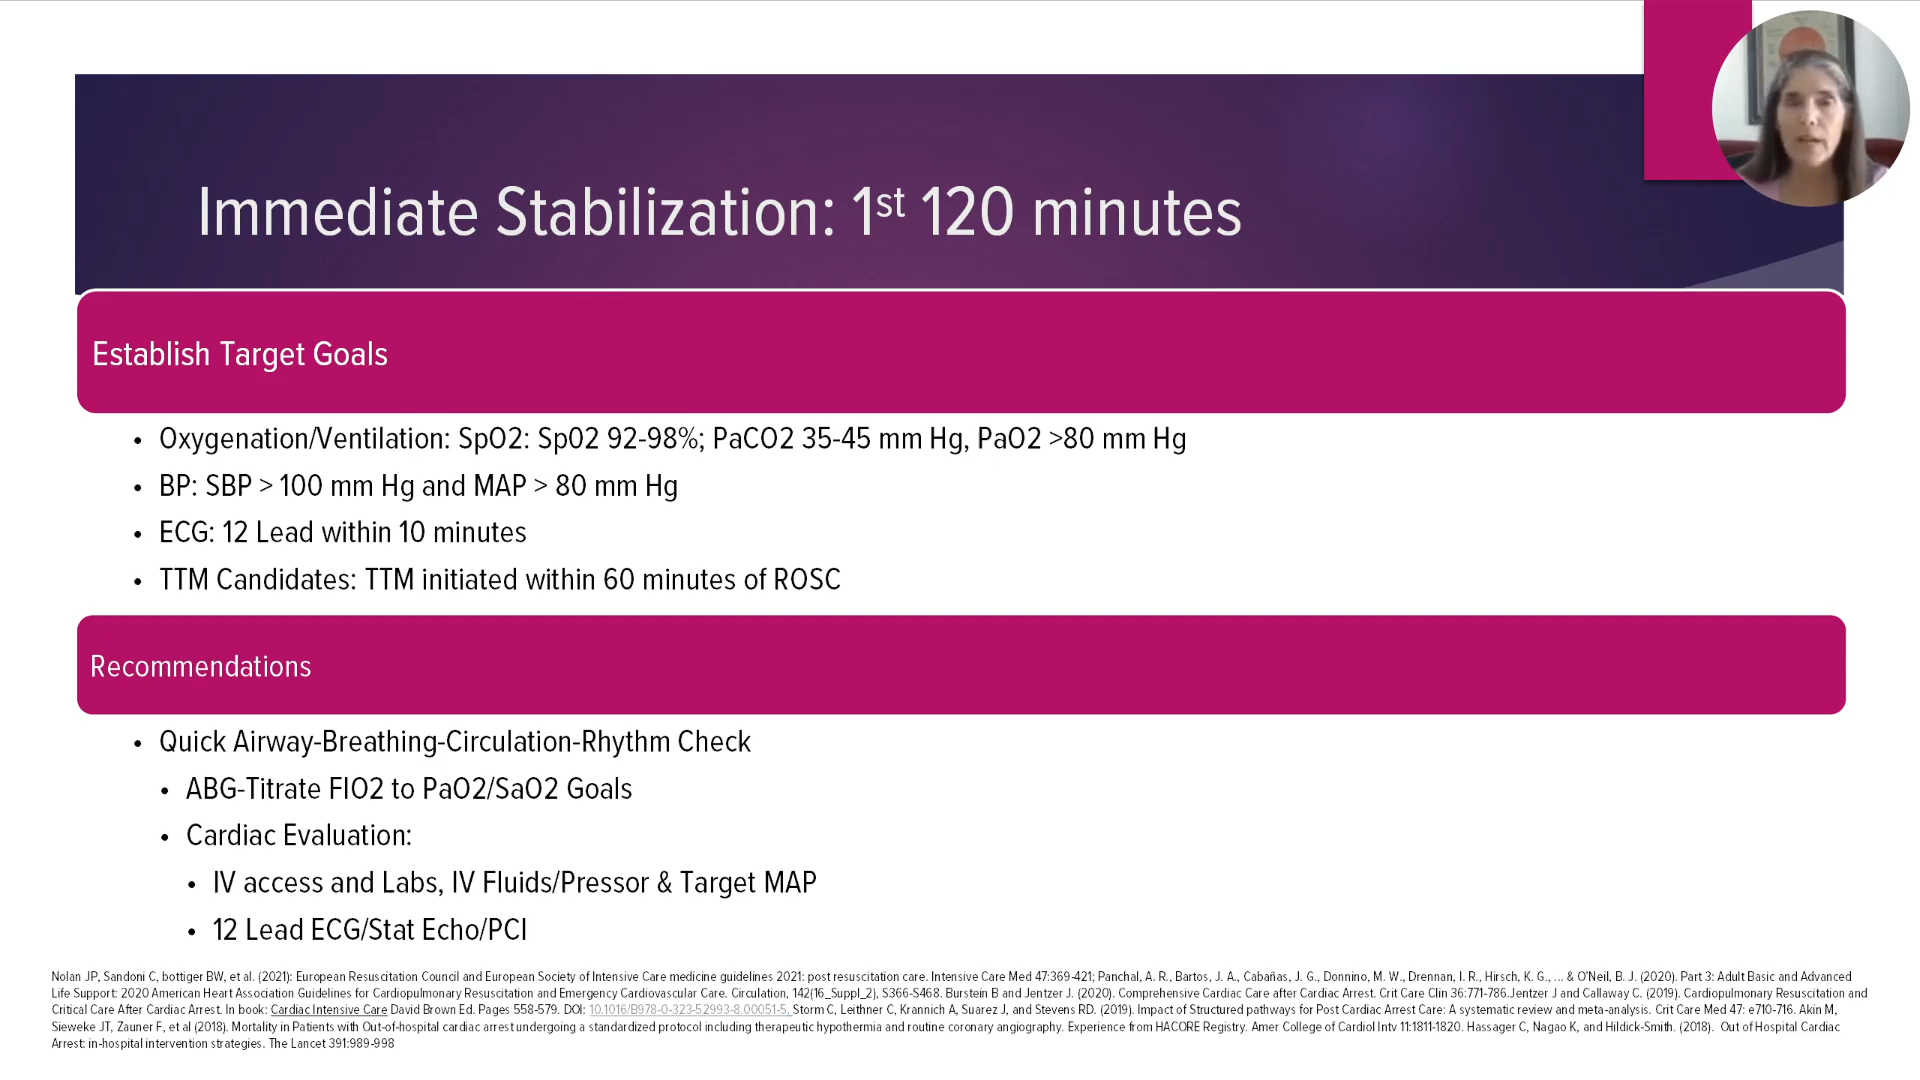 Immediate Stabilization: 1st 120 minutes
Establish Target Goals
• Oxygenation/Ventilation: SpO2: Sp02 92-98%; PaCO2 35-45 mm Hg, PaO2 >80 mm Hg
• BP: SBP > 100 mm Hg and MAP > 80 mm Hg
• ECG: 12 Lead within 10 minutes
• TTM Candidates: TTM initiated within 60 minutes of ROSC
Recommendations
• Quick Airway-Breathing-Circulation-Rhythm Check
• ABG-Titrate FIO2 to PaO2/SaO2 Goals
• Cardiac Evaluation:
• IV access and Labs, IV Fluids/Pressor & Target MAP
• 12 Lead ECG/Stat Echo/PCI
Nolan JP, Sandoni C, bottiger BW, et al. (2021): European Resuscitation Council and European Society of Intensive Care medicine guidelines 2021: post resuscitation care. Intensive Care Med 47:369-421; Panchal, A. R., Bartos, J. A., Cabañas, J. G., Donnino, M. W., Drennan, I. R., Hirsch, K. G., ... & O'Neil, B. J. (2020). Part 3: Adult Basic and Advanced
Life Support: 2020 American Heart Association Guidelines for Cardiopulmonary Resuscitation and Emergency Cardiovascular Care. Circulation, 142(16_Suppl_2), S366-S468. Burstein B and Jentzer J. (2020). Comprehensive Cardiac Care after Cardiac Arrest. Crit Care Clin 36:771-786.Jentzer J and Callaway C. (2019). Cardiopulmonary Resuscitation and
Critical Care After Cardiac Arrest. In book: Cardiac Intensive Care David Brown Ed. Pages 558-579. DOI: 10.1016/B978-0-323-52993-8.00051-5. Storm C, Leithner C, Krannich A, Suarez J, and Stevens RD. (2019). Impact of Structured pathways for Post Cardiac Arrest Care: A systematic review and meta-analysis. Crit Care Med 47: e710-716. Akin M,
Sieweke JT, Zauner F, et al (2018). Mortality in Patients with Out-of-hospital cardiac arrest undergoing a standardized protocol including therapeutic hypothermia and routine coronary angiography. Experience from HACORE Registry. Amer College of Cardiol Intv 11:1811-1820. Hassager C, Nagao K, and Hildick-Smith. (2018). Out of Hospital Cardiac
Arrest: in-hospital intervention strategies. The Lancet 391:989-998